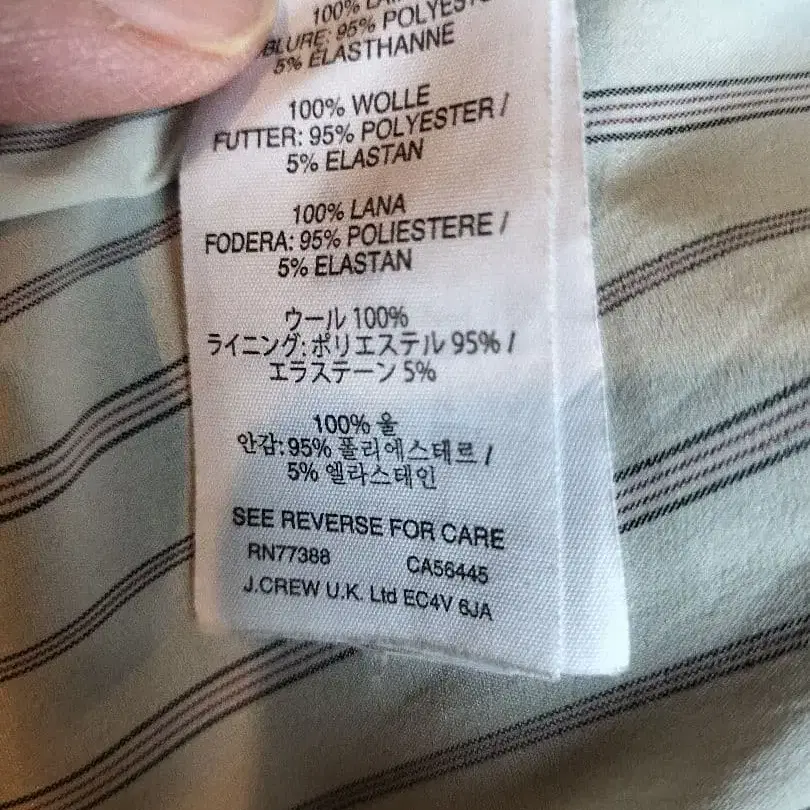 100%
95%
5% ELASTHANNE
100% WOLLE
FUTTER: 95% POLYESTER /
5% ELASTAN
100% LANA
FODERA: 95% POLIESTERE /
5% ELASTAN
ウール 100%
ライニング: ポリエステル 95% /
エラステーン 5%
100% 울
안감: 95% 폴리에스테르 /
5% 엘라스테인
SEE REVERSE FOR CARE
RN77388 CA56445
J.CREW U.K. Ltd EC4V 6JA